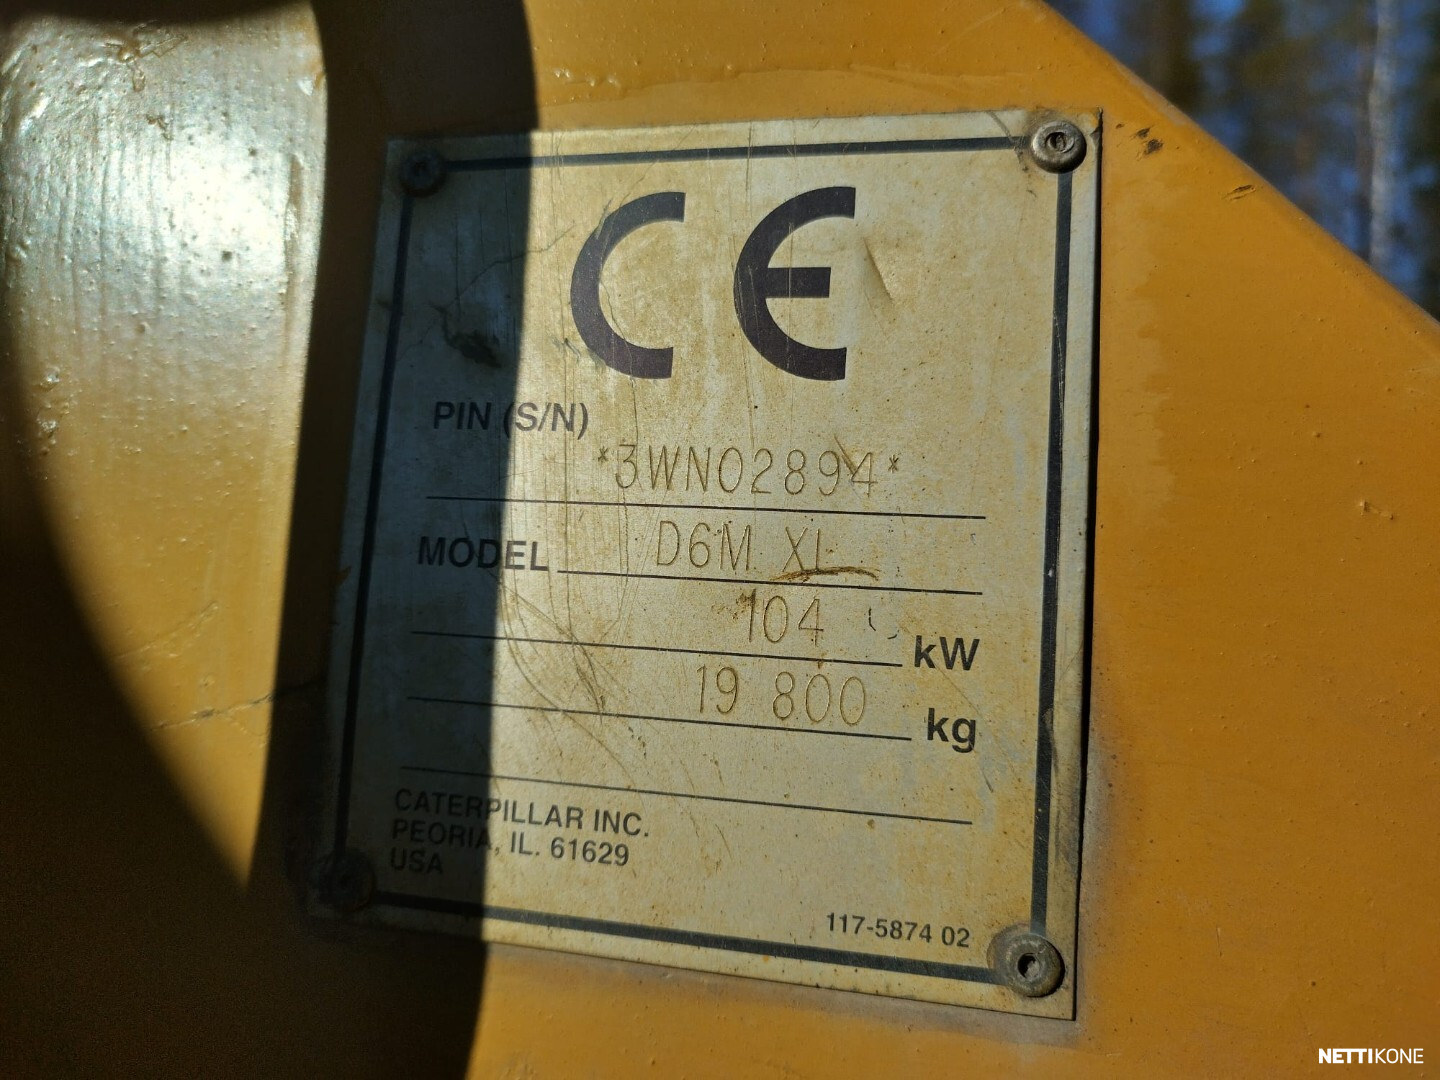 CE
PIN (S/N)
*3WN02894*
MODEL D6M XL
104 kW
19 800 kg
CATERPILLAR INC.
PEORIA, IL. 61629
USA
117-5874 02
NETTIKONE